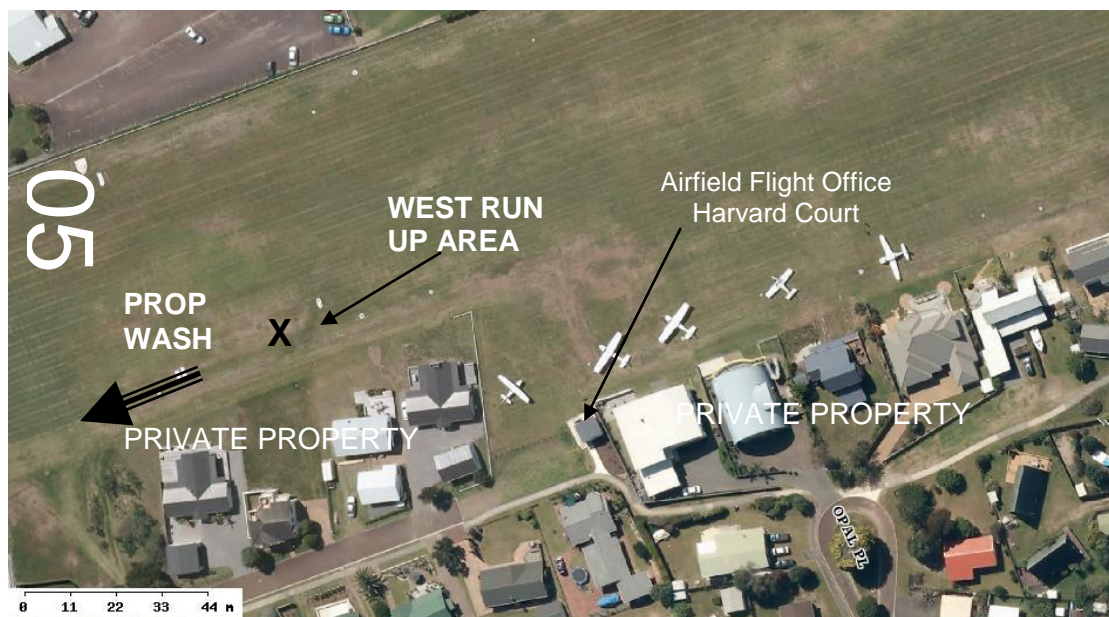 05
WEST RUN
UP AREA
Airfield Flight Office
Harvard Court
PROP
WASH
X
PRIVATE PROPERTY
PRIVATE PROPERTY
OPAL PL
0 11 22 33 44 m